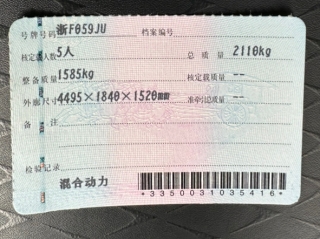 号牌号码 浙F059JU 档案编号
核定载人数 5人 总质量 2110kg
整备质量 1585kg 核定载质量 --
外廓尺寸 4495×1840×1520mm 准牵引总质量 --
备注
检验记录
混合动力
*3350031035416*